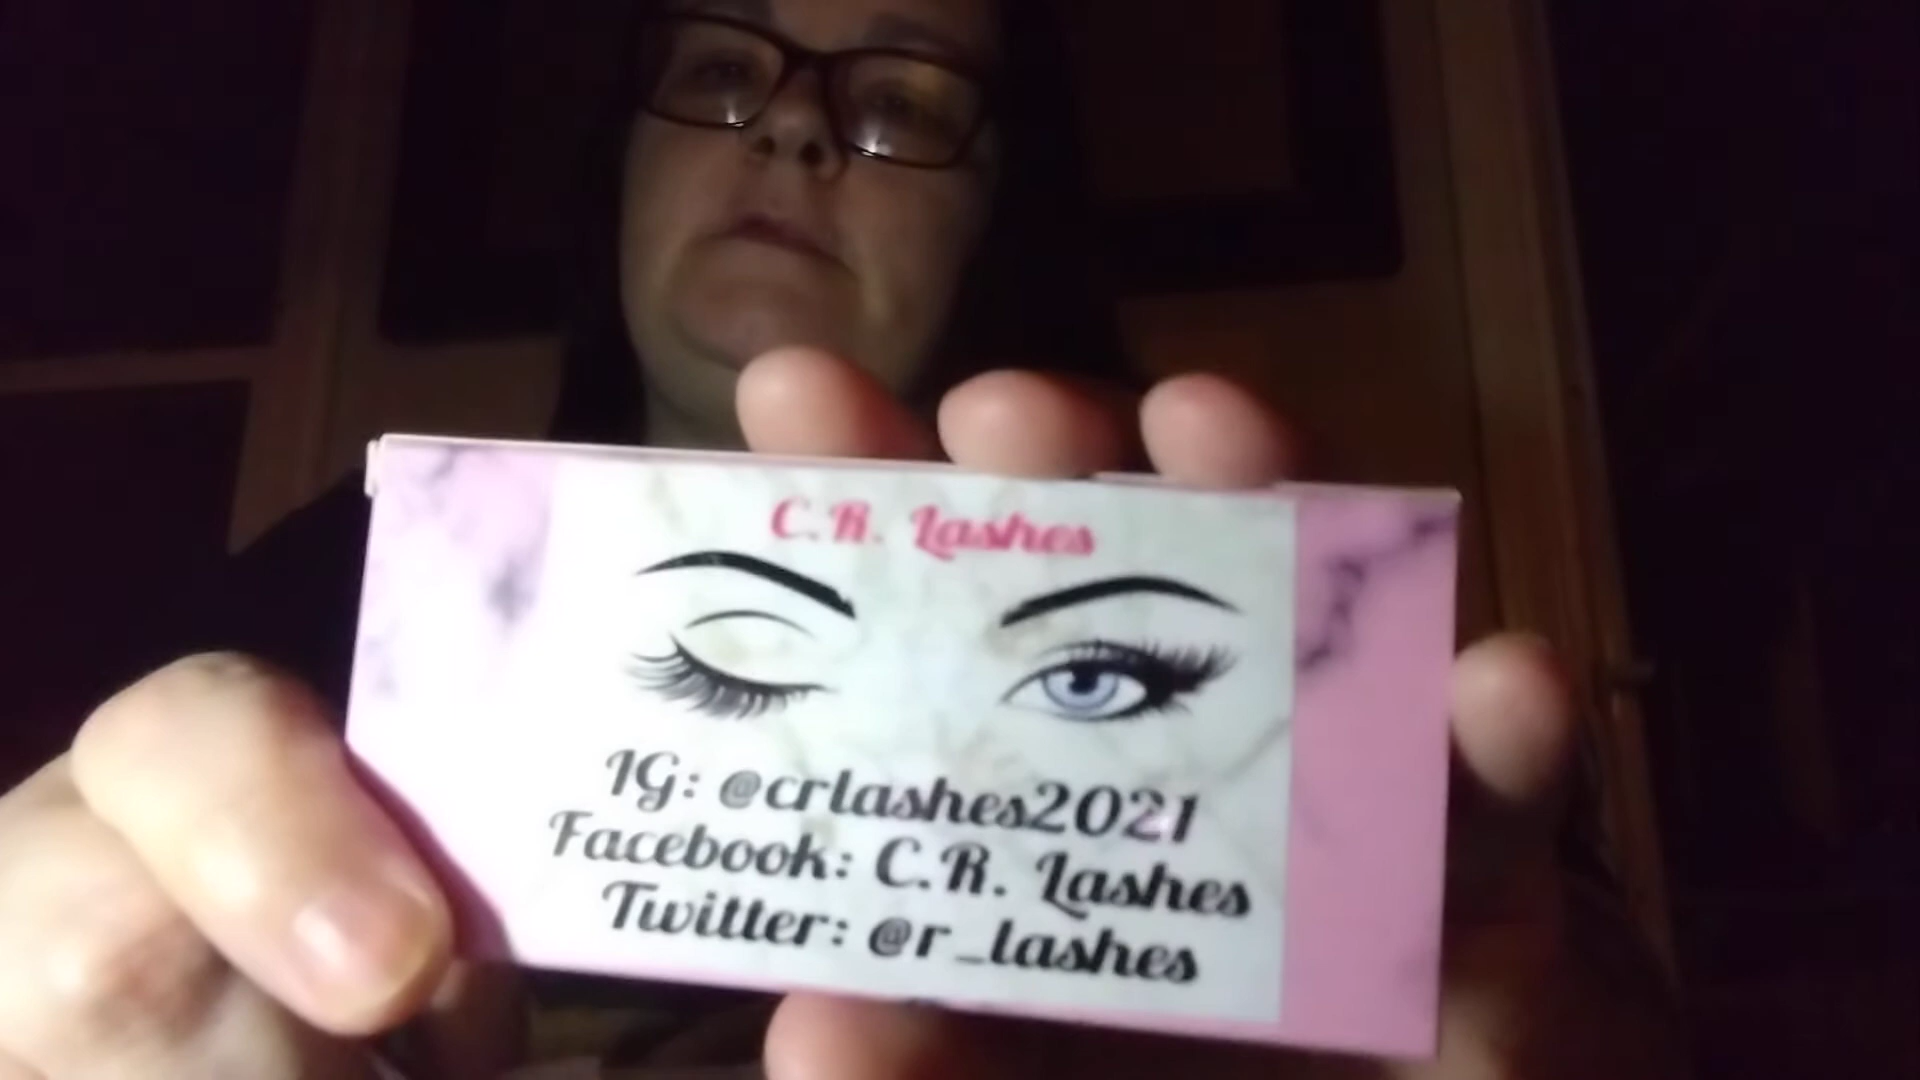 C.R. Lashes
IG: @crlashes2021
Facebook: C.R. Lashes
Twitter: @r_lashes